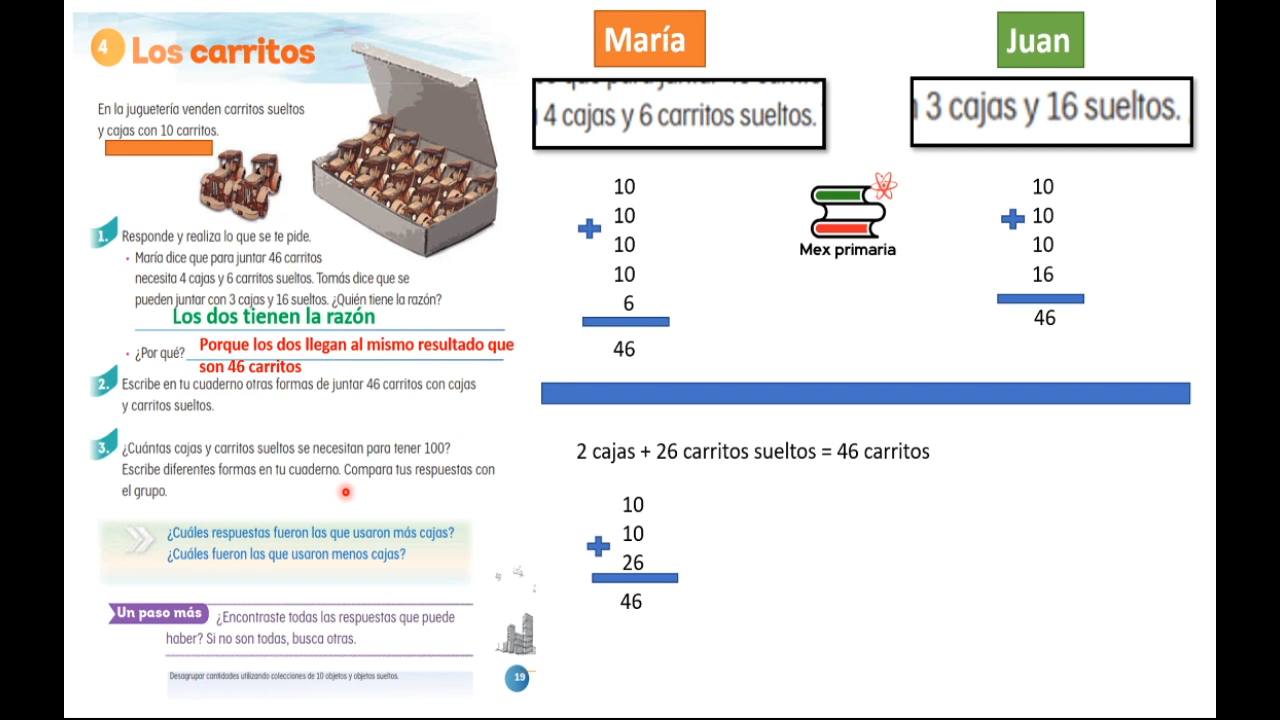 4 Los carritos
En la juguetería venden carritos sueltos
y cajas con 10 carritos.
1. Responde y realiza lo que se te pide.
• María dice que para juntar 46 carritos
necesita 4 cajas y 6 carritos sueltos. Tomás dice que se
pueden juntar con 3 cajas y 16 sueltos. ¿Quién tiene la razón?
Los dos tienen la razón
• ¿Por qué? Porque los dos llegan al mismo resultado que
son 46 carritos
2. Escribe en tu cuaderno otras formas de juntar 46 carritos con cajas
y carritos sueltos.
3. ¿Cuántas cajas y carritos sueltos se necesitan para tener 100?
Escribe diferentes formas en tu cuaderno. Compara tus respuestas con
el grupo.
¿Cuáles respuestas fueron las que usaron más cajas?
¿Cuáles fueron las que usaron menos cajas?
Un paso más ¿Encontraste todas las respuestas que puede
haber? Si no son todas, busca otras.
Desagrupar cantidades utilizando colecciones de 10 objetos y objetos sueltos.
19
María
4 cajas y 6 carritos sueltos.
10
10
+
10
10
6
46
Mex primaria
Juan
3 cajas y 16 sueltos.
10
+ 10
10
16
46
2 cajas + 26 carritos sueltos = 46 carritos
10
10
+
26
46